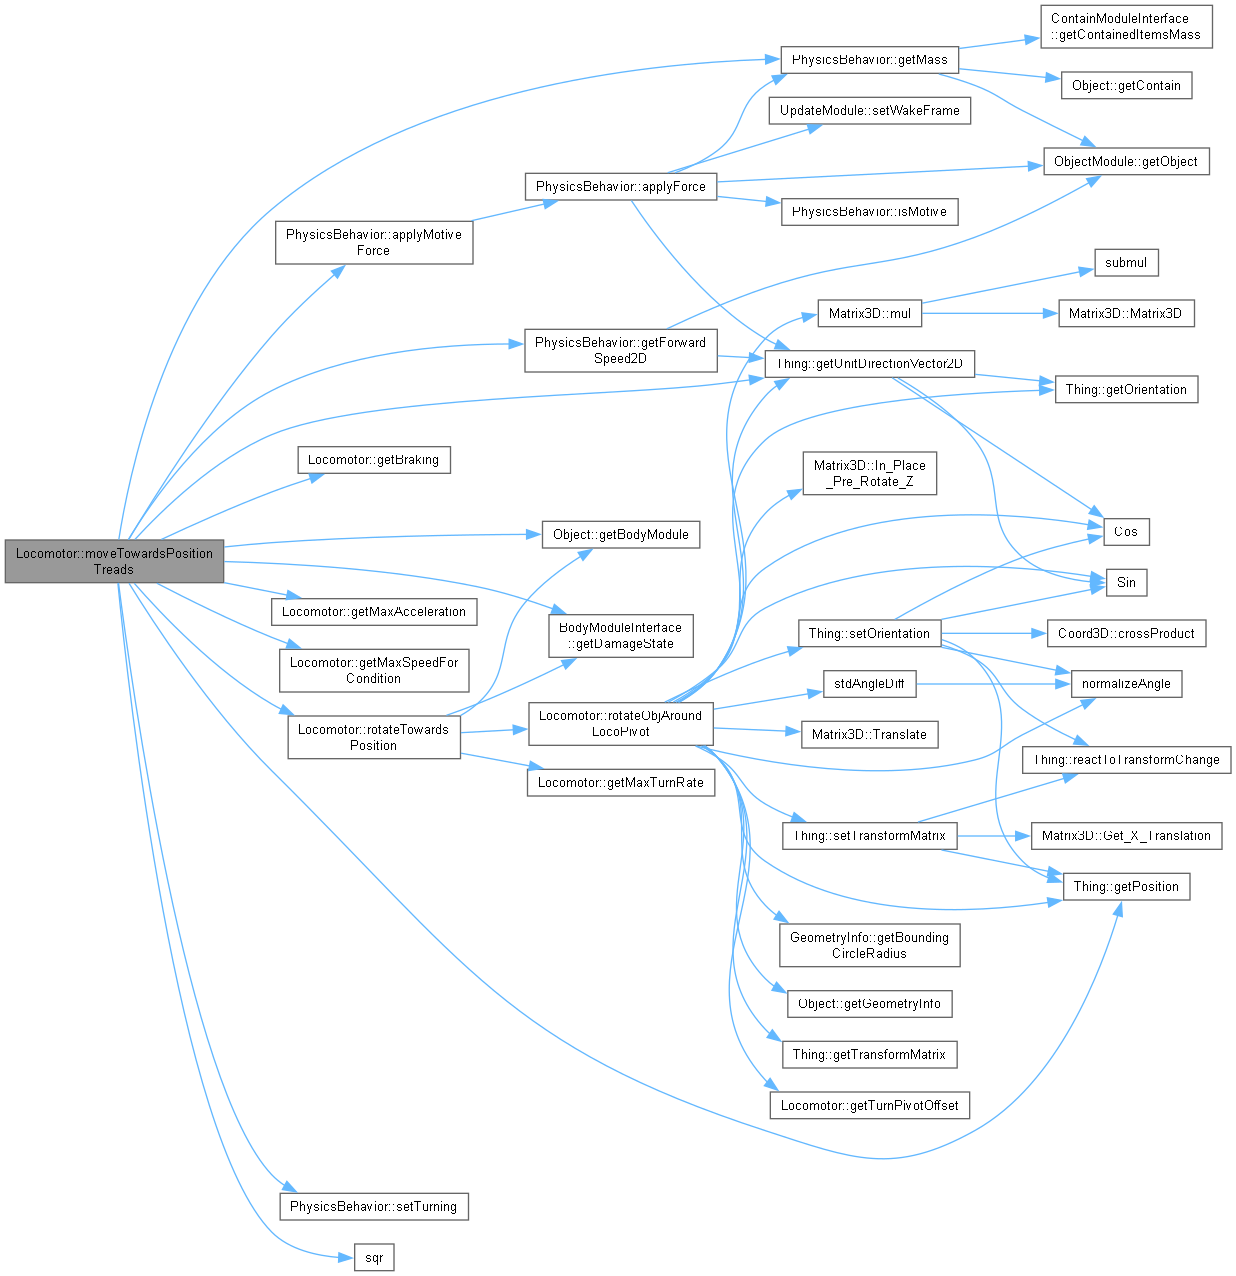 ContainModuleInterface
::getContainedItemsMass
PhysicsBehavior::getMass
Object::getContain
UpdateModule::setWakeFrame
ObjectModule::getObject
PhysicsBehavior::applyForce
PhysicsBehavior::isMotive
PhysicsBehavior::applyMotive
Force
submul
Matrix3D::mul
Matrix3D::Matrix3D
PhysicsBehavior::getForward
Speed2D
Thing::getUnitDirectionVector2D
Thing::getOrientation
Locomotor::getBraking
Matrix3D::In_Place
_Pre_Rotate_Z
Object::getBodyModule
Cos
Locomotor::moveTowardsPosition
Treads
Sin
Locomotor::getMaxAcceleration
BodyModuleInterface
::getDamageState
Thing::setOrientation
Coord3D::crossProduct
Locomotor::getMaxSpeedFor
Condition
stdAngleDiff
normalizeAngle
Locomotor::rotateTowards
Position
Locomotor::rotateObjAround
LocoPivot
Matrix3D::Translate
Thing::reactToTransformChange
Locomotor::getMaxTurnRate
Thing::setTransformMatrix
Matrix3D::Get_X_Translation
Thing::getPosition
GeometryInfo::getBounding
CircleRadius
Object::getGeometryInfo
Thing::getTransformMatrix
Locomotor::getTurnPivotOffset
PhysicsBehavior::setTurning
sqr